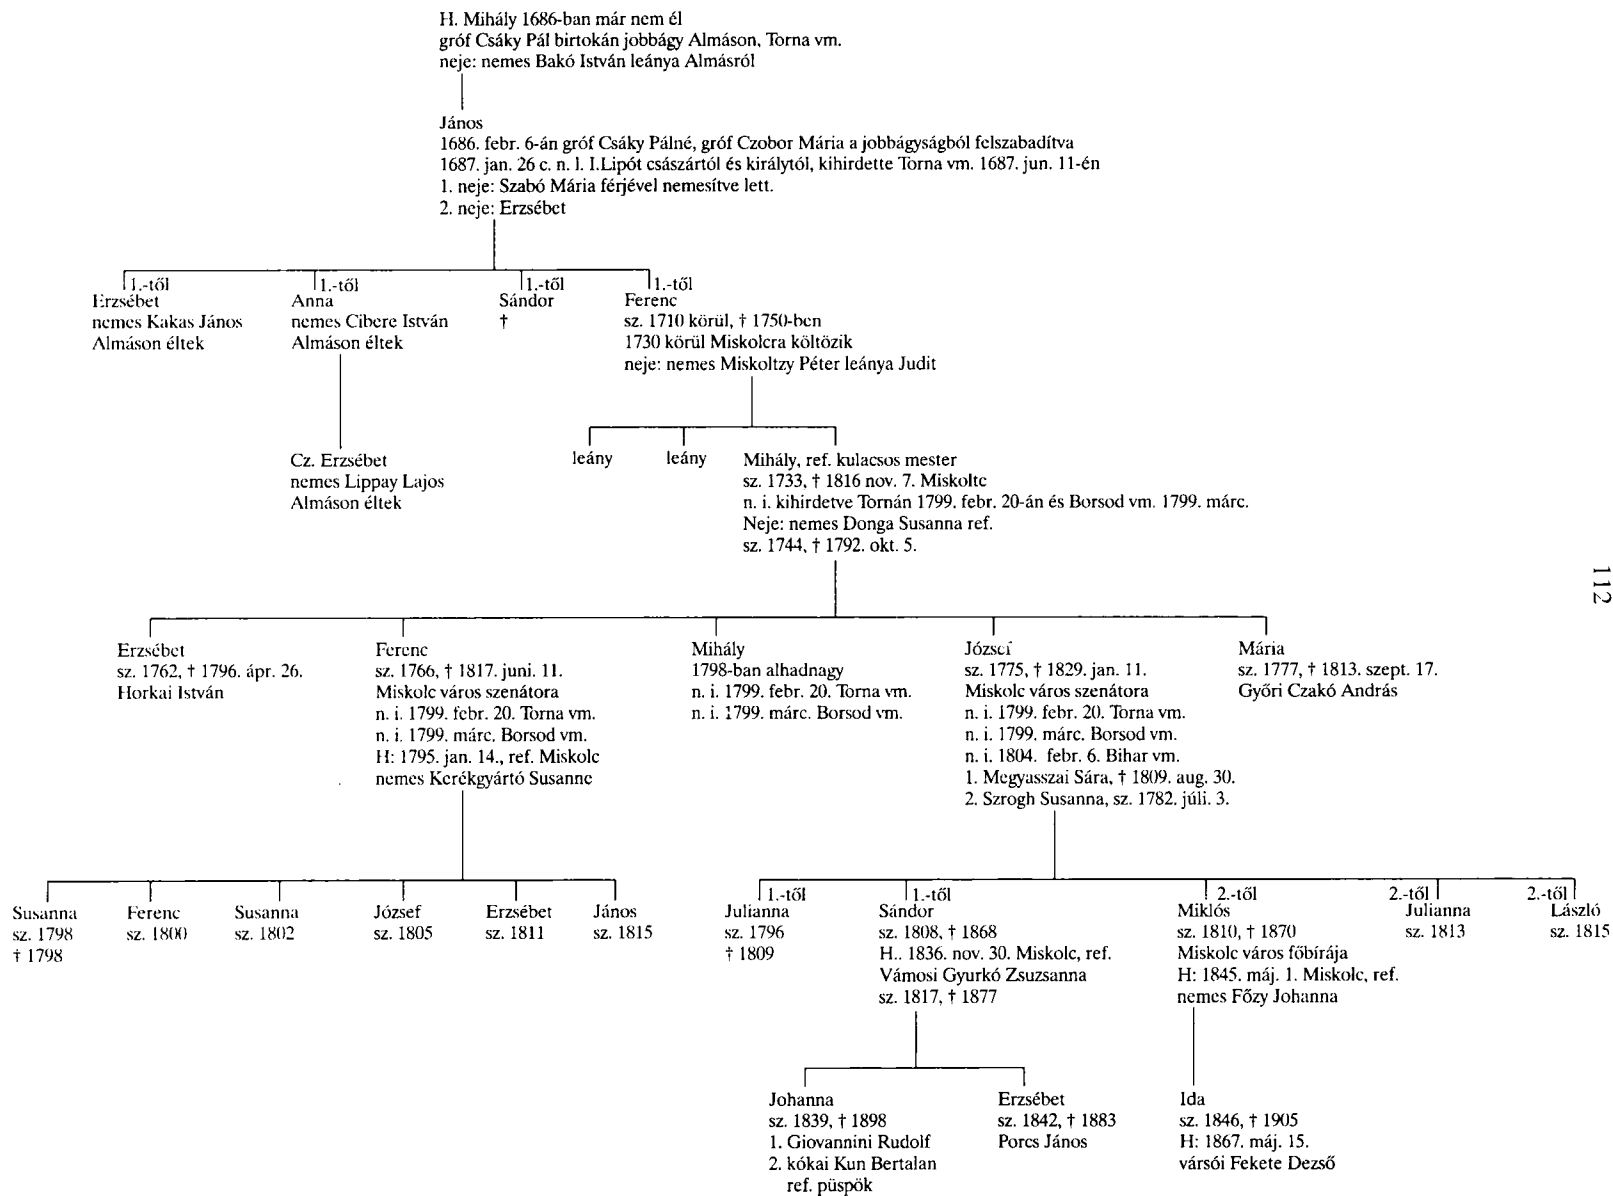 H. Mihály 1686-ban már nem él
gróf Csáky Pál birtokán jobbágy Almáson, Torna vm.
neje: nemes Bakó István leánya Almásról
János
1686. febr. 6-án gróf Csáky Pálné, gróf Czobor Mária a jobbágyságból felszabadítva
1687. jan. 26 c. n. l. I.Lipót császártól és királytól, kihirdette Torna vm. 1687. jun. 11-én
1. neje: Szabó Mária férjével nemesítve lett.
2. neje: Erzsébet
1.-től
Erzsébet
nemes Kakas János
Almáson éltek
1.-től
Anna
nemes Cibere István
Almáson éltek
1.-től
Sándor
†
1.-től
Ferenc
sz. 1710 körül, † 1750-ben
1730 körül Miskolcra költözik
neje: nemes Miskoltzy Péter leánya Judit
Cz. Erzsébet
nemes Lippay Lajos
Almáson éltek
leány
leány
Mihály, ref. kulacsos mester
sz. 1733, † 1816 nov. 7. Miskoltc
n. i. kihirdetve Tornán 1799. febr. 20-án és Borsod vm. 1799. márc.
Neje: nemes Donga Susanna ref.
sz. 1744, † 1792. okt. 5.
112
Erzsébet
sz. 1762, † 1796. ápr. 26.
Horkai István
Ferenc
sz. 1766, † 1817. juni. 11.
Miskolc város szenátora
n. i. 1799. febr. 20. Torna vm.
n. i. 1799. márc. Borsod vm.
H: 1795. jan. 14., ref. Miskolc
nemes Kerékgyártó Susanne
Mihály
1798-ban alhadnagy
n. i. 1799. febr. 20. Torna vm.
n. i. 1799. márc. Borsod vm.
József
sz. 1775, † 1829. jan. 11.
Miskolc város szenátora
n. i. 1799. febr. 20. Torna vm.
n. i. 1799. márc. Borsod vm.
n. i. 1804. febr. 6. Bihar vm.
1. Megyasszai Sára, † 1809. aug. 30.
2. Szrogh Susanna, sz. 1782. júli. 3.
Mária
sz. 1777, † 1813. szept. 17.
Győri Czakó András
Susanna
sz. 1798
† 1798
Ferenc
sz. 1800
Susanna
sz. 1802
József
sz. 1805
Erzsébet
sz. 1811
János
sz. 1815
1.-től
Julianna
sz. 1796
† 1809
1.-től
Sándor
sz. 1808, † 1868
H.. 1836. nov. 30. Miskolc, ref.
Vámosi Gyurkó Zsuzsanna
sz. 1817, † 1877
2.-től
Miklós
sz. 1810, † 1870
Miskolc város főbírája
H: 1845. máj. 1. Miskolc, ref.
nemes Főzy Johanna
2.-től
Julianna
sz. 1813
2.-től
László
sz. 1815
Johanna
sz. 1839, † 1898
1. Giovannini Rudolf
2. kókai Kun Bertalan
ref. püspök
Erzsébet
sz. 1842, † 1883
Porcs János
Ida
sz. 1846, † 1905
H: 1867. máj. 15.
vársói Fekete Dezső